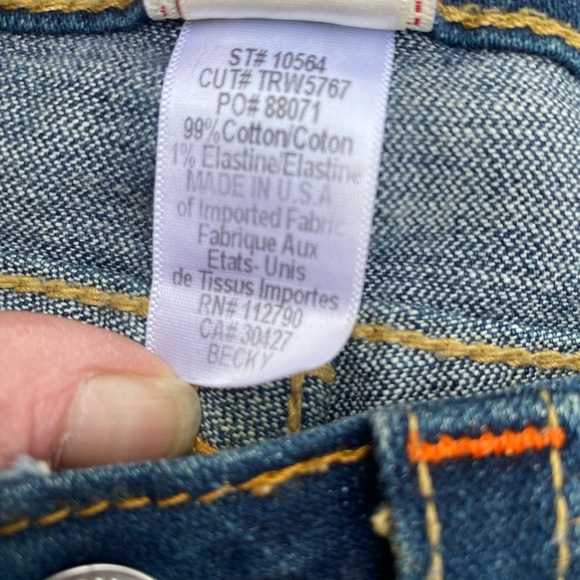 ST# 10564
CUT# TRW5767
PO# 88071
99%Cotton/Coton
1% Elastine/Elastine
MADE IN U.S.A
of Imported Fabric
Fabrique Aux
Etats- Unis
de Tissus Importes
RN# 112790
CA# 30427
BECKY